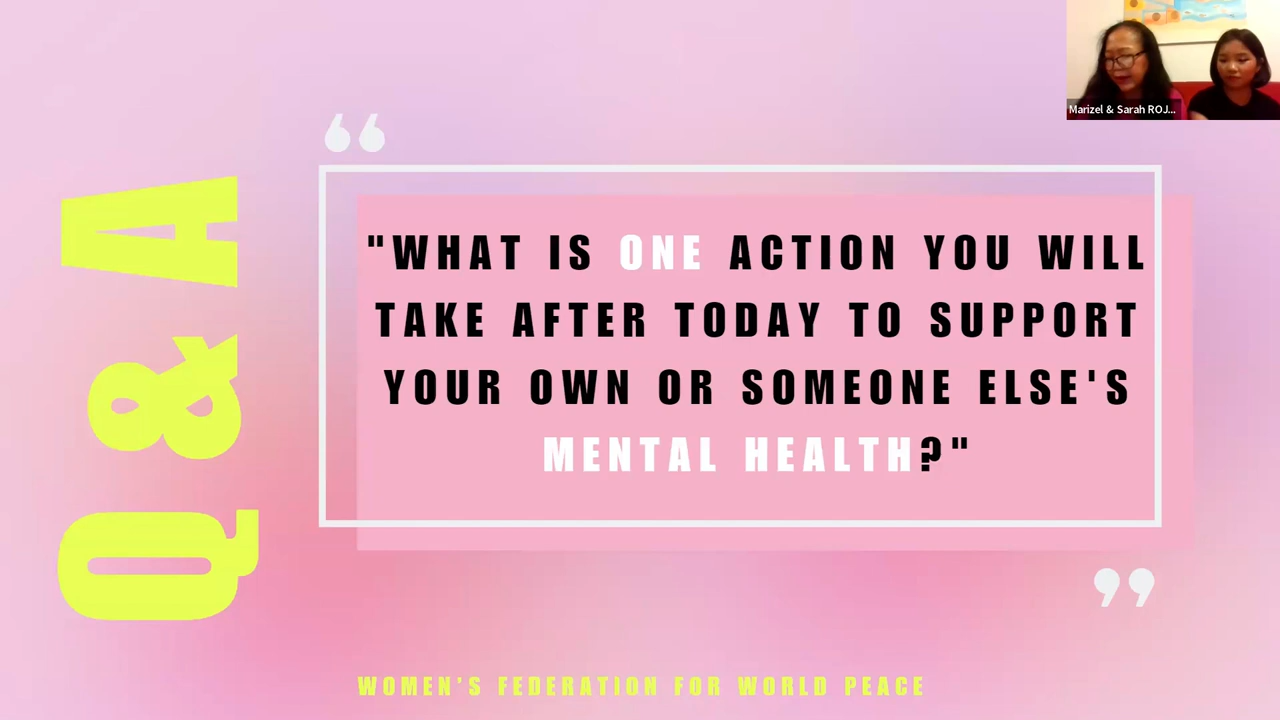 Marizel & Sarah ROJ...
Q & A
"WHAT IS ONE ACTION YOU WILL
TAKE AFTER TODAY TO SUPPORT
YOUR OWN OR SOMEONE ELSE'S
MENTAL HEALTH?"
WOMEN'S FEDERATION FOR WORLD PEACE